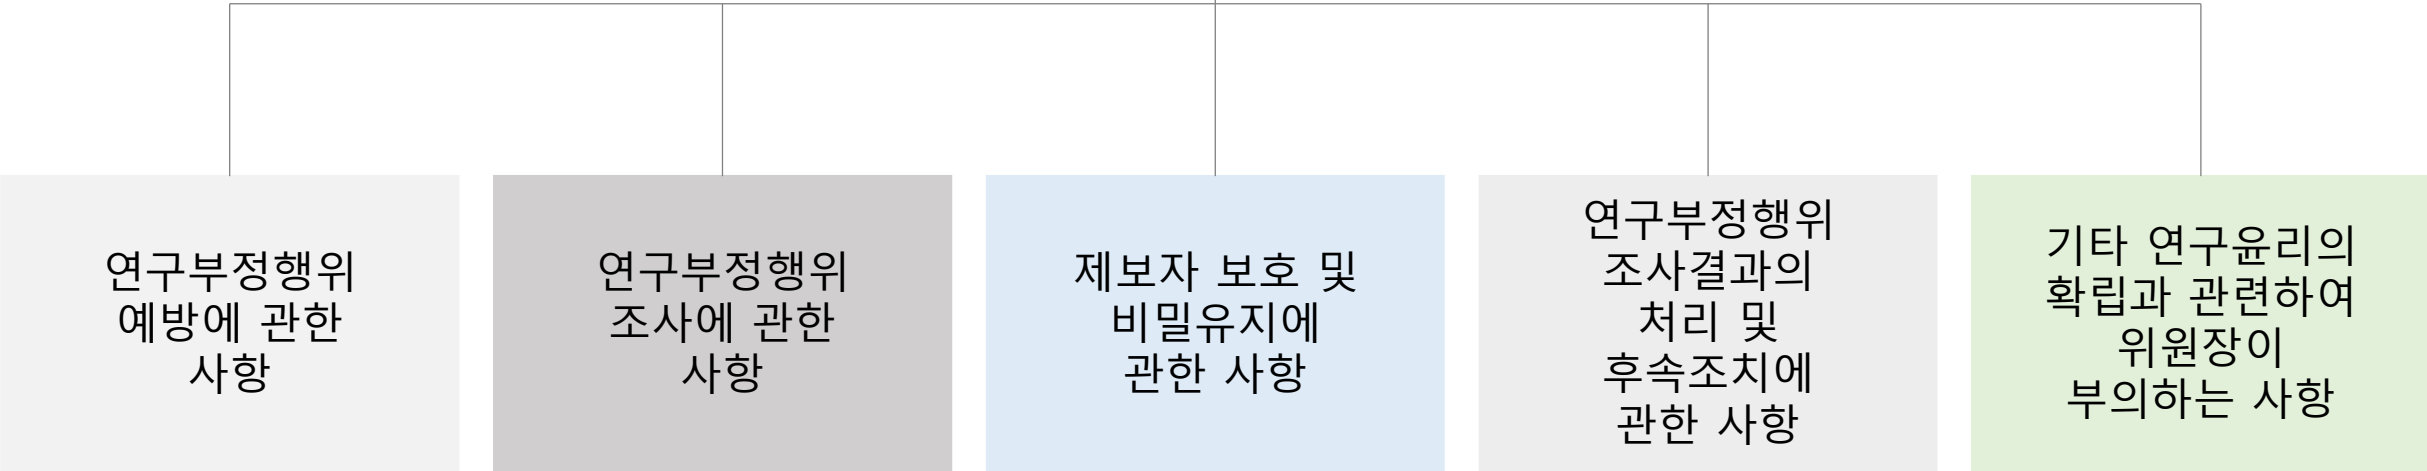 연구부정행위
예방에 관한
사항
연구부정행위
조사에 관한
사항
제보자 보호 및
비밀유지에
관한 사항
연구부정행위
조사결과의
처리 및
후속조치에
관한 사항
기타 연구윤리의
확립과 관련하여
위원장이
부의하는 사항